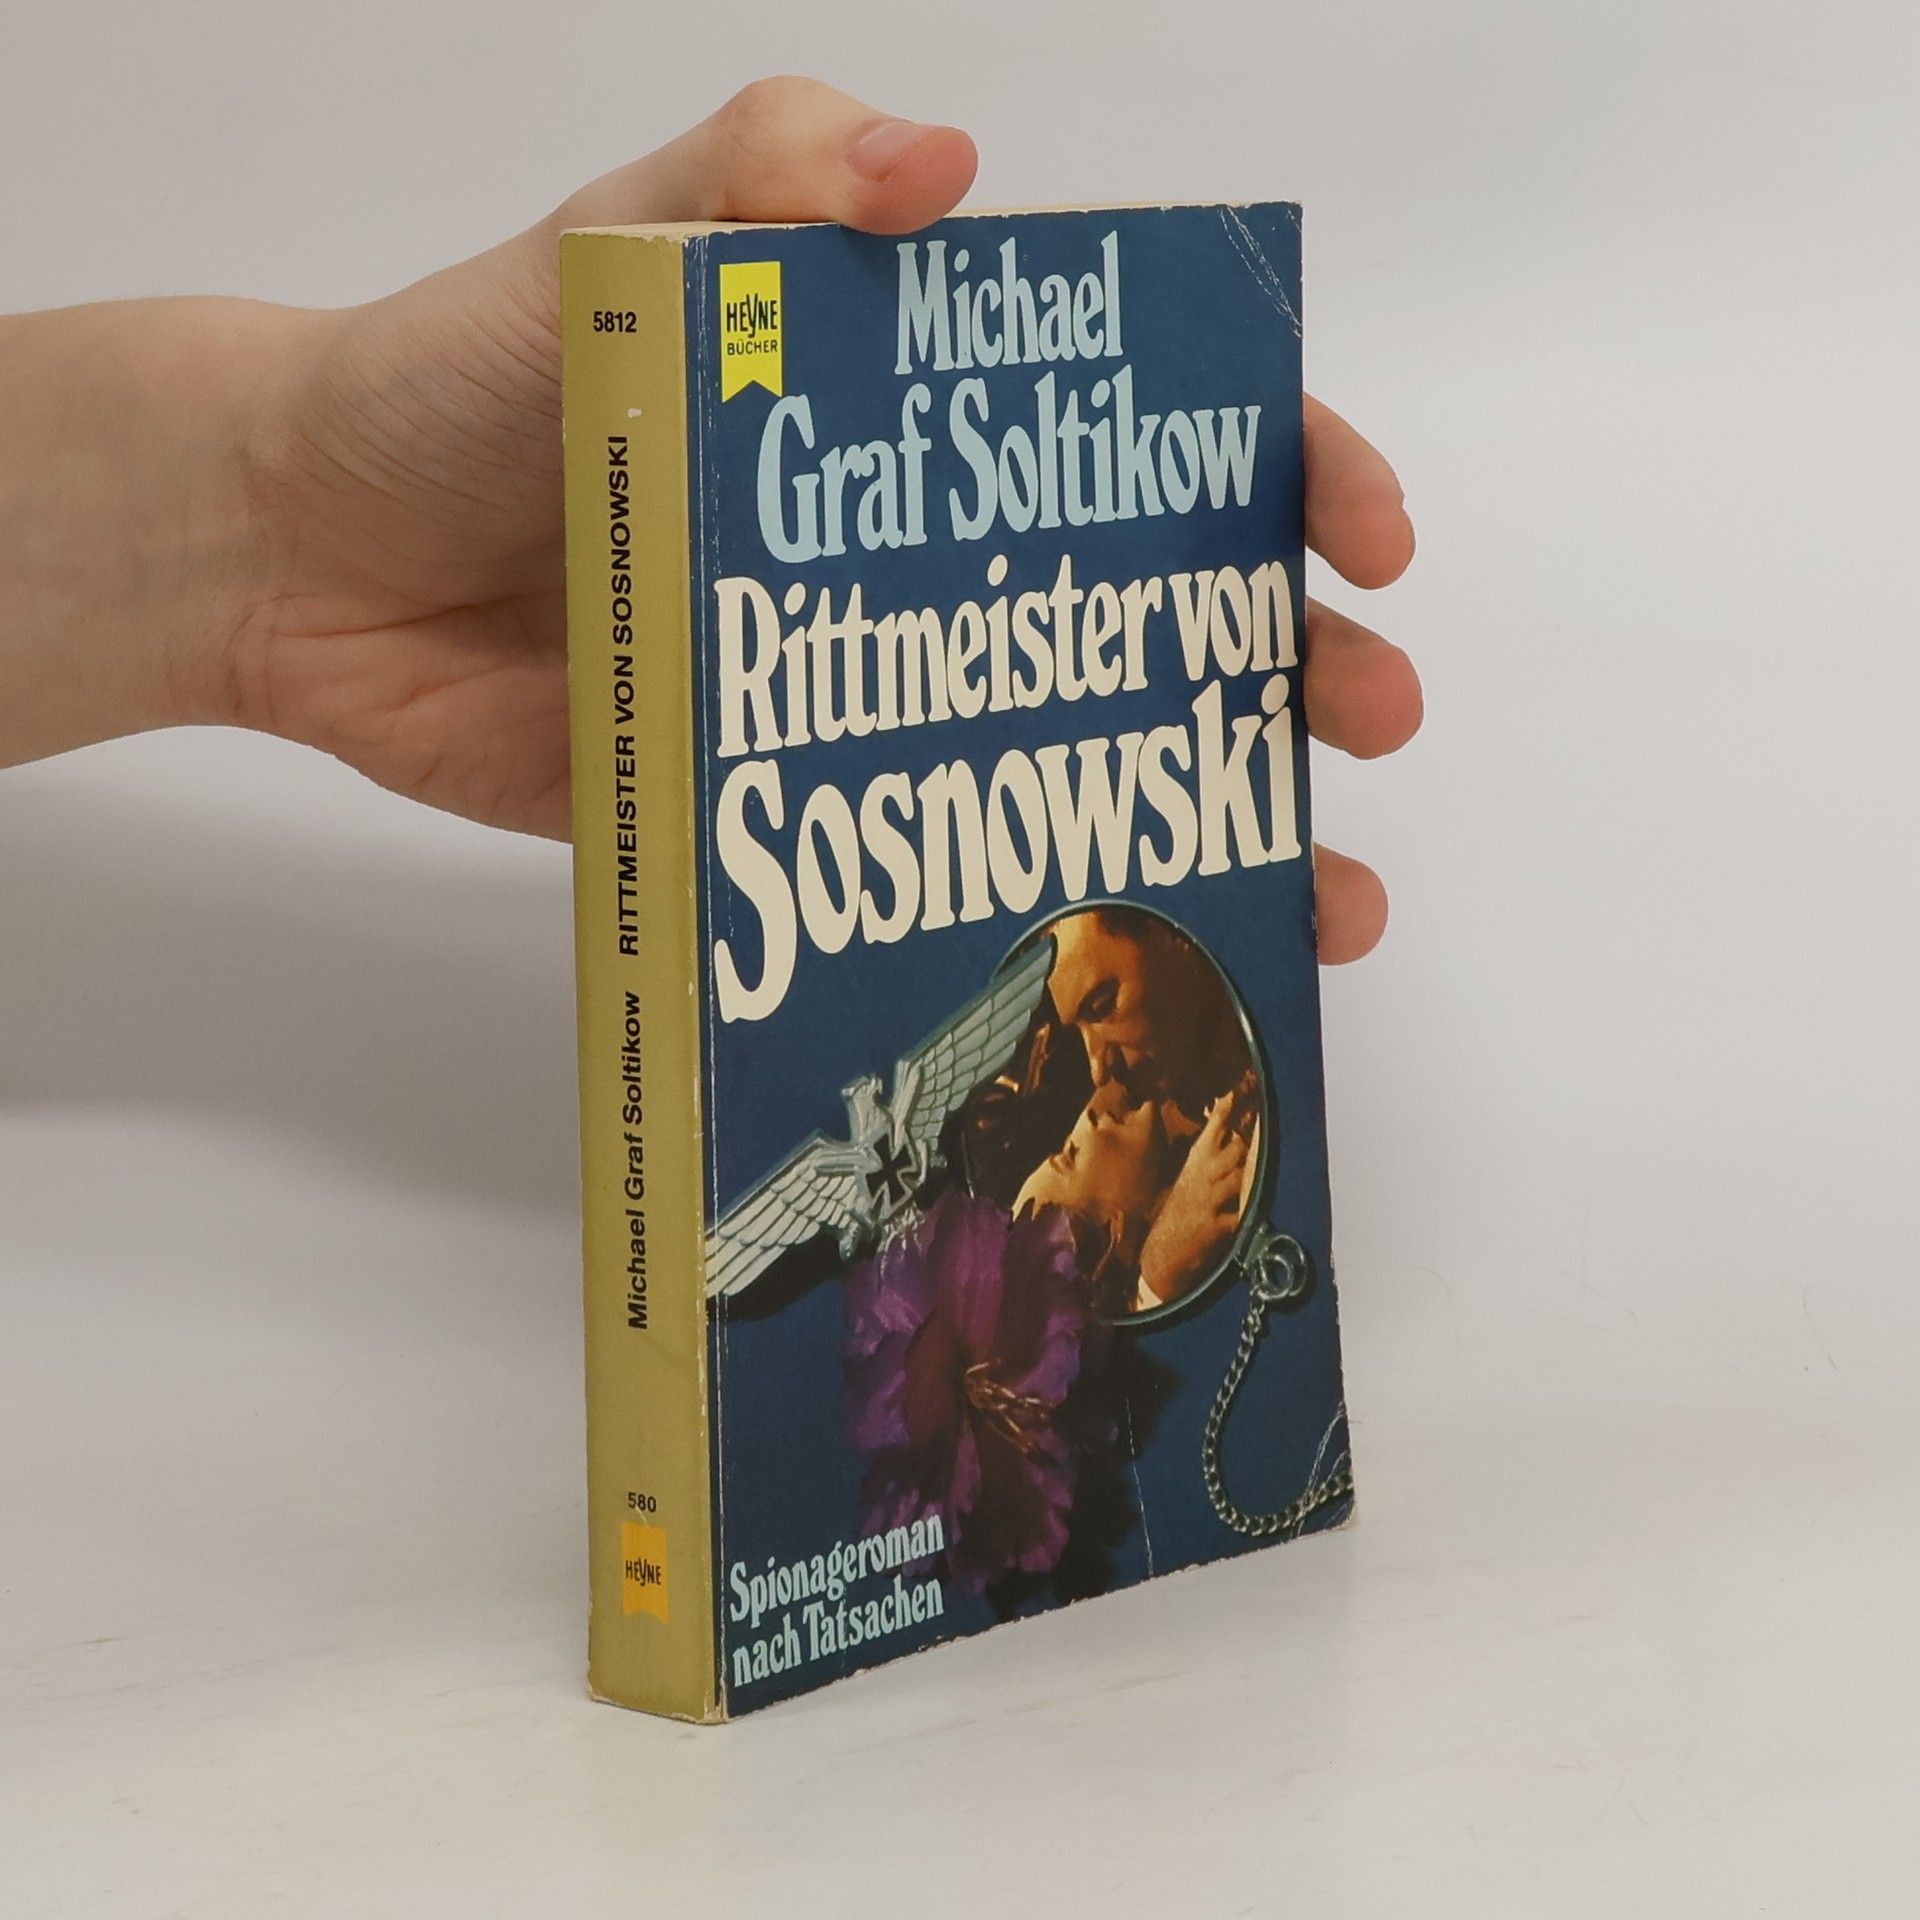 5812
Michael Graf Soltikow RITTMEISTER VON SOSNOWSKI
580
HEYNE
HEYNE
BÜCHER
Michael
Graf Soltikow
Rittmeister von
Sosnowski
Spionageroman
nach Tatsachen